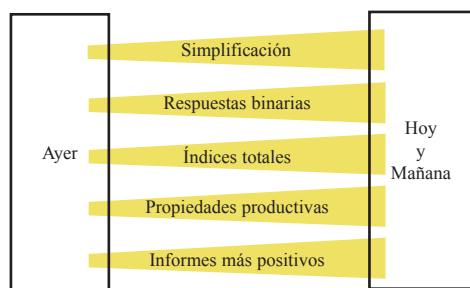 Simplificación
Respuestas binarias
Ayer
Índices totales
Hoy
y
Mañana
Propiedades productivas
Informes más positivos